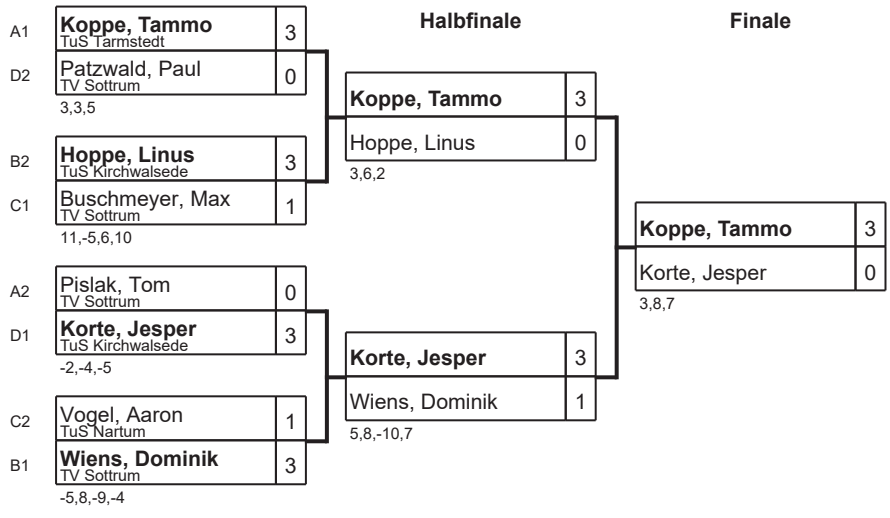 Halbfinale
Finale
A1 Koppe, Tammo 3
TuS Tarmstedt
D2 Patzwald, Paul 0
TV Sottrum
3,3,5
B2 Hoppe, Linus 3
TuS Kirchwalsede
C1 Buschmeyer, Max 1
TV Sottrum
11,-5,6,10
A2 Pislak, Tom 0
TV Sottrum
D1 Korte, Jesper 3
TuS Kirchwalsede
-2,-4,-5
C2 Vogel, Aaron 1
TuS Nartum
B1 Wiens, Dominik 3
TV Sottrum
-5,8,-9,-4
Koppe, Tammo 3
Hoppe, Linus 0
3,6,2
Korte, Jesper 3
Wiens, Dominik 1
5,8,-10,7
Koppe, Tammo 3
Korte, Jesper 0
3,8,7